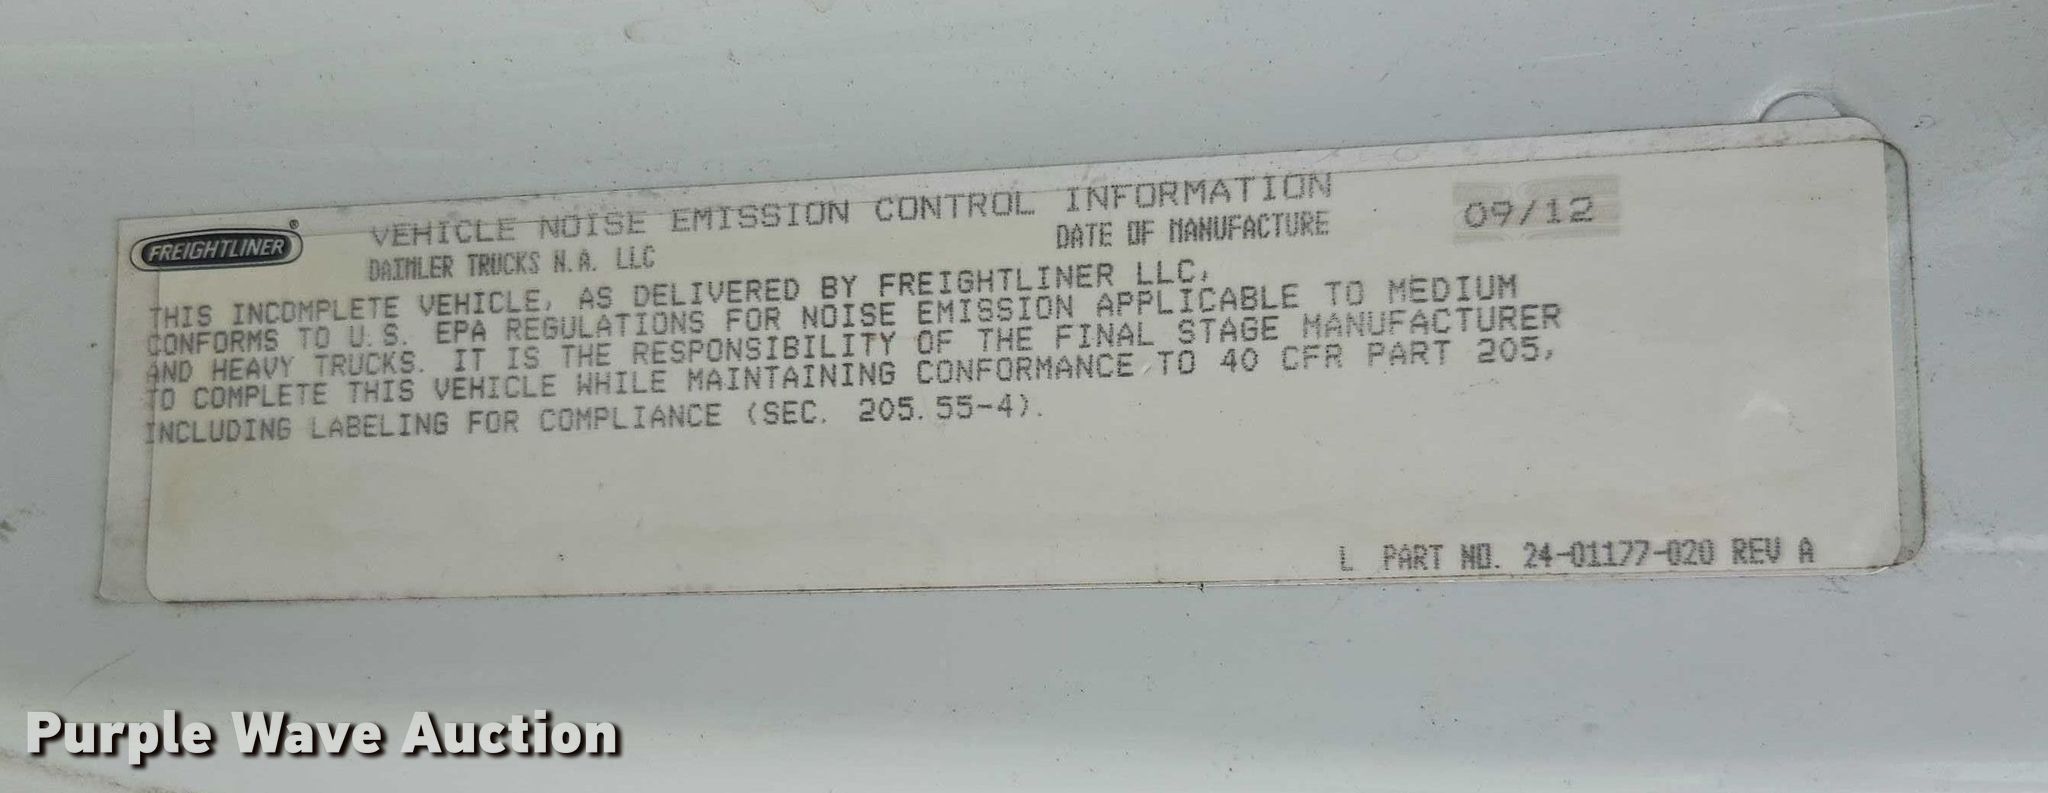 FREIGHTLINER®
VEHICLE NOISE EMISSION CONTROL INFORMATION
DAIMLER TRUCKS N.A. LLC
DATE OF MANUFACTURE 09/12
THIS INCOMPLETE VEHICLE, AS DELIVERED BY FREIGHTLINER LLC,
CONFORMS TO U.S. EPA REGULATIONS FOR NOISE EMISSION APPLICABLE TO MEDIUM
AND HEAVY TRUCKS. IT IS THE RESPONSIBILITY OF THE FINAL STAGE MANUFACTURER
TO COMPLETE THIS VEHICLE WHILE MAINTAINING CONFORMANCE TO 40 CFR PART 205,
INCLUDING LABELING FOR COMPLIANCE (SEC. 205.55-4).
L PART NO. 24-01177-020 REV A
Purple Wave Auction